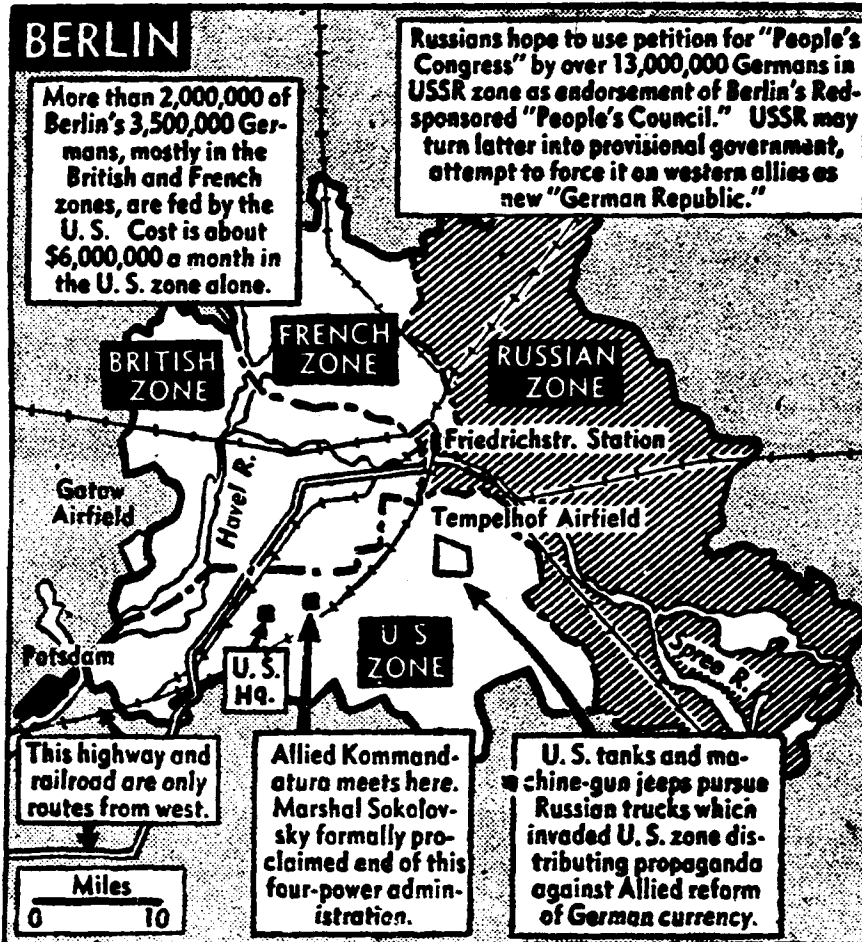 BERLIN
More than 2,000,000 of
Berlin's 3,500,000 Ger-
mans, mostly in the
British and French
zones, are fed by the
U. S. Cost is about
$6,000,000 a month in
the U. S. zone alone.
Russians hope to use petition for "People's
Congress" by over 13,000,000 Germans in
USSR zone as endorsement of Berlin's Red-
sponsored "People's Council." USSR may
turn latter into provisional government,
attempt to force it on western allies as
new "German Republic."
BRITISH
ZONE
FRENCH
ZONE
RUSSIAN
ZONE
Friedrichstr. Station
Gatow
Airfield
Havel R.
Tempelhof Airfield
Potsdam
U. S.
Hq.
U S
ZONE
Spree R.
This highway and
railroad are only
routes from west.
Miles
0 10
Allied Kommand-
atura meets here.
Marshal Sokolov-
sky formally pro-
claimed end of this
four-power admin-
istration.
U. S. tanks and ma-
chine-gun jeeps pursue
Russian trucks which
invaded U. S. zone dis-
tributing propaganda
against Allied reform
of German currency.